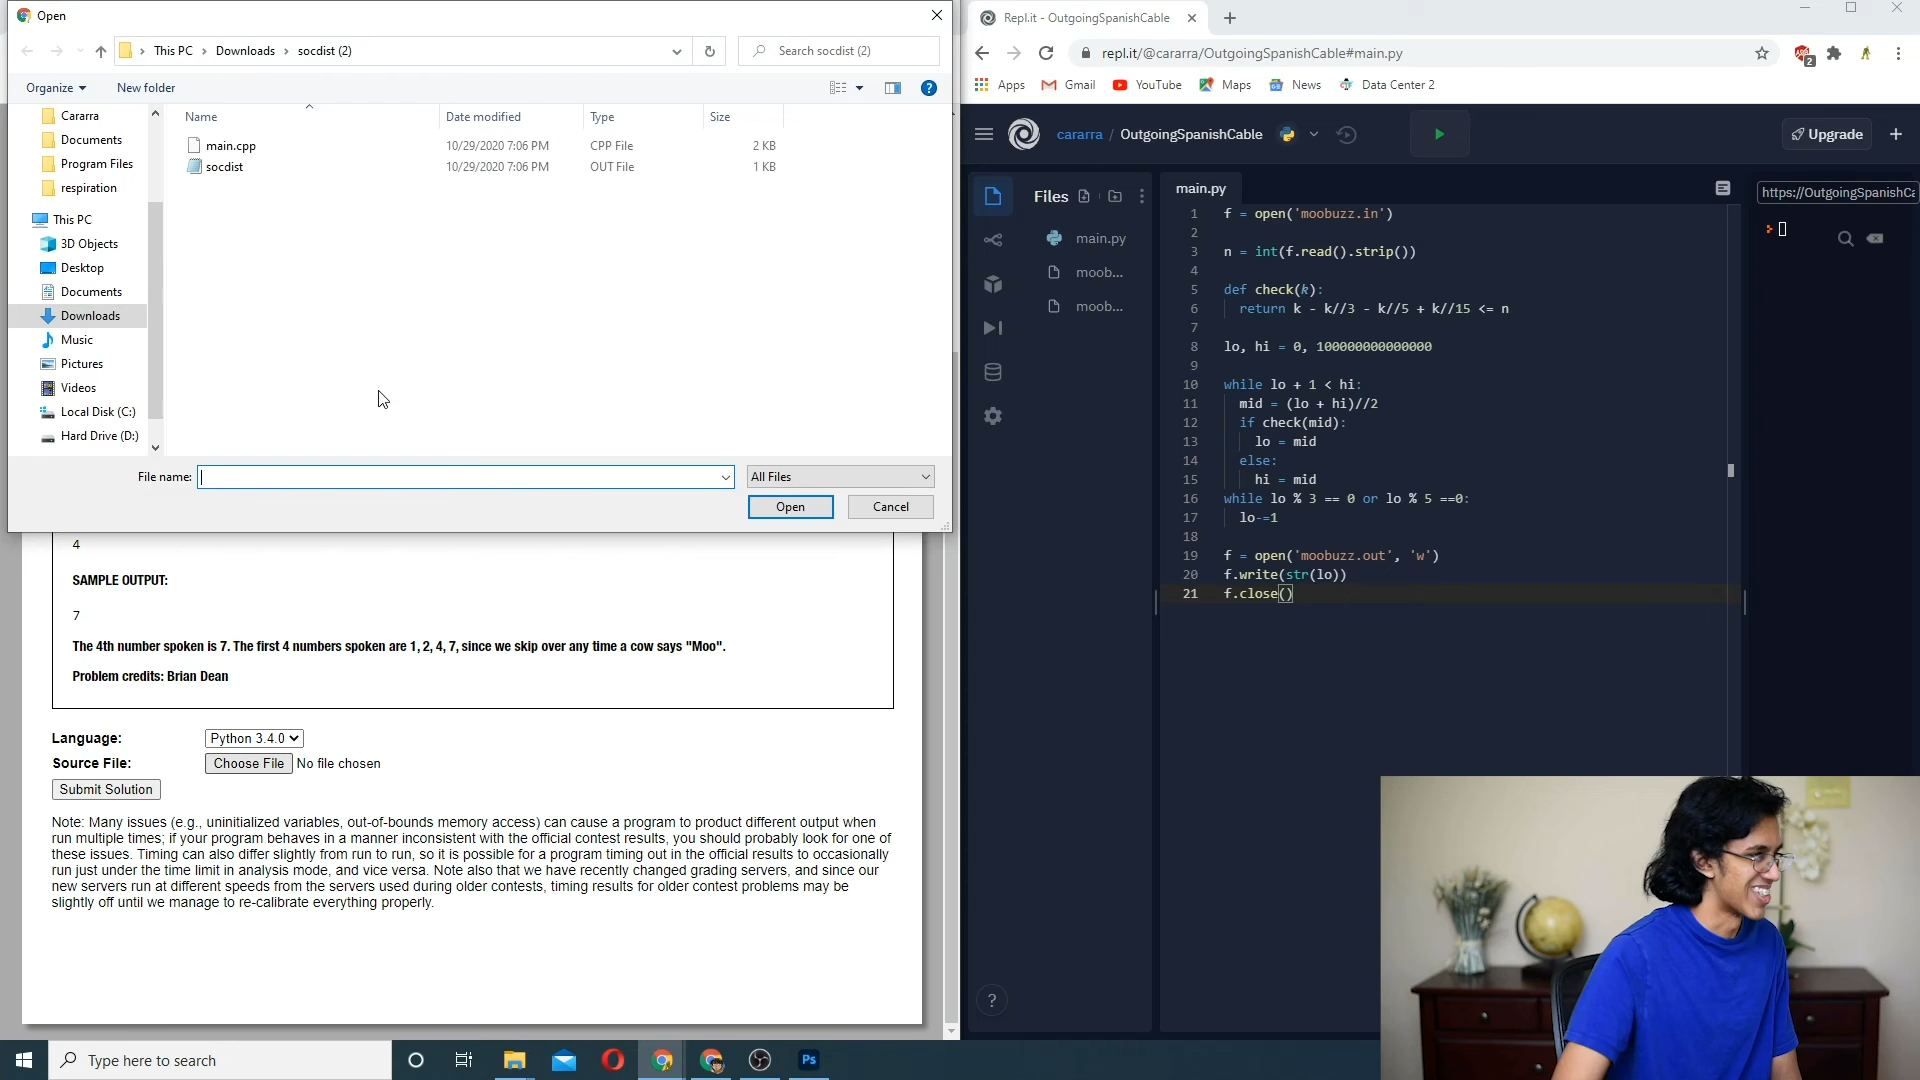 Open
This PC > Downloads > socdist (2)
Search socdist (2)
Organize
New folder
Name
Date modified
Type
Size
main.cpp
10/29/2020 7:06 PM
CPP File
2 KB
socdist
10/29/2020 7:06 PM
OUT File
1 KB
Cararra
Documents
Program Files
respiration
This PC
3D Objects
Desktop
Documents
Downloads
Music
Pictures
Videos
Local Disk (C:)
Hard Drive (D:)
File name:
All Files
Open
Cancel
4
SAMPLE OUTPUT:
7
The 4th number spoken is 7. The first 4 numbers spoken are 1, 2, 4, 7, since we skip over any time a cow says "Moo".
Problem credits: Brian Dean
Language:
Python 3.4.0
Source File:
Choose File
No file chosen
Submit Solution
Note: Many issues (e.g., uninitialized variables, out-of-bounds memory access) can cause a program to product different output when
run multiple times; if your program behaves in a manner inconsistent with the official contest results, you should probably look for one of
these issues. Timing can also differ slightly from run to run, so it is possible for a program timing out in the official results to occasionally
run just under the time limit in analysis mode, and vice versa. Note also that we have recently changed grading servers, and since our
new servers run at different speeds from the servers used during older contests, timing results for older contest problems may be
slightly off until we manage to re-calibrate everything properly.
Type here to search
Ps
Repl.it - OutgoingSpanishCable
repl.it/@cararra/OutgoingSpanishCable#main.py
2
Apps
Gmail
YouTube
Maps
News
Data Center 2
cararra / OutgoingSpanishCable
Upgrade
Files
main.py
moob...
moob...
main.py
https://OutgoingSpanishCa
1 f = open('moobuzz.in')
2
3 n = int(f.read().strip())
4
5 def check(k):
6 return k - k//3 - k//5 + k//15 <= n
7
8 lo, hi = 0, 100000000000000
9
10 while lo + 1 < hi:
11 mid = (lo + hi)//2
12 if check(mid):
13 lo = mid
14 else:
15 hi = mid
16 while lo % 3 == 0 or lo % 5 ==0:
17 lo-=1
18
19 f = open('moobuzz.out', 'w')
20 f.write(str(lo))
21 f.close()